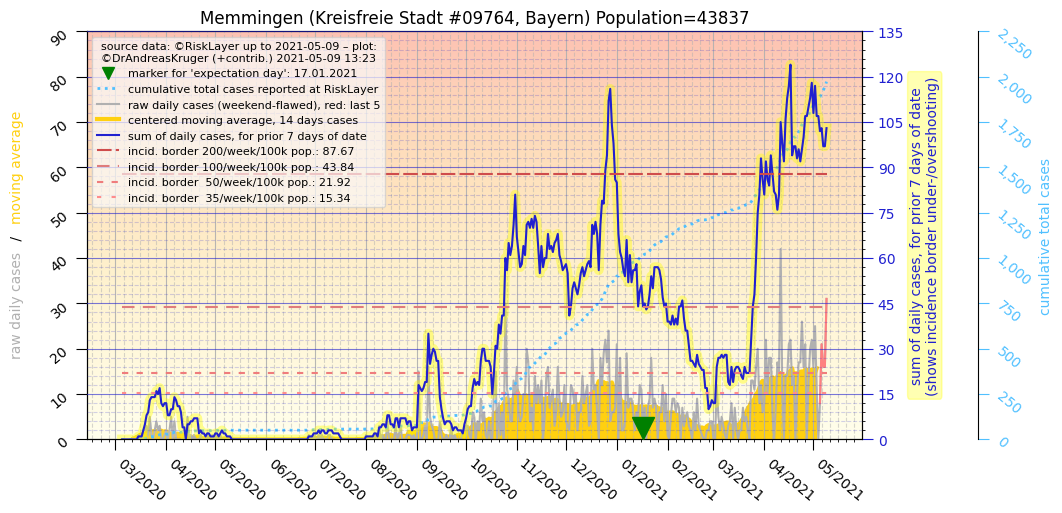 Memmingen (Kreisfreie Stadt #09764, Bayern) Population=43837
source data: ©RiskLayer up to 2021-05-09 – plot:
©DrAndreasKruger (+contrib.) 2021-05-09 13:23
marker for 'expectation day': 17.01.2021
cumulative total cases reported at RiskLayer
raw daily cases (weekend-flawed), red: last 5
centered moving average, 14 days cases
sum of daily cases, for prior 7 days of date
incid. border 200/week/100k pop.: 87.67
incid. border 100/week/100k pop.: 43.84
incid. border  50/week/100k pop.: 21.92
incid. border  35/week/100k pop.: 15.34
raw daily cases  /  moving average
90
80
70
60
50
40
30
20
10
0
03/2020
04/2020
05/2020
06/2020
07/2020
08/2020
09/2020
10/2020
11/2020
12/2020
01/2021
02/2021
03/2021
04/2021
05/2021
135
120
105
90
75
60
45
30
15
0
sum of daily cases, for prior 7 days of date
(shows incidence border under-/overshooting)
2,250
2,000
1,750
1,500
1,250
1,000
750
500
250
0
cumulative total cases